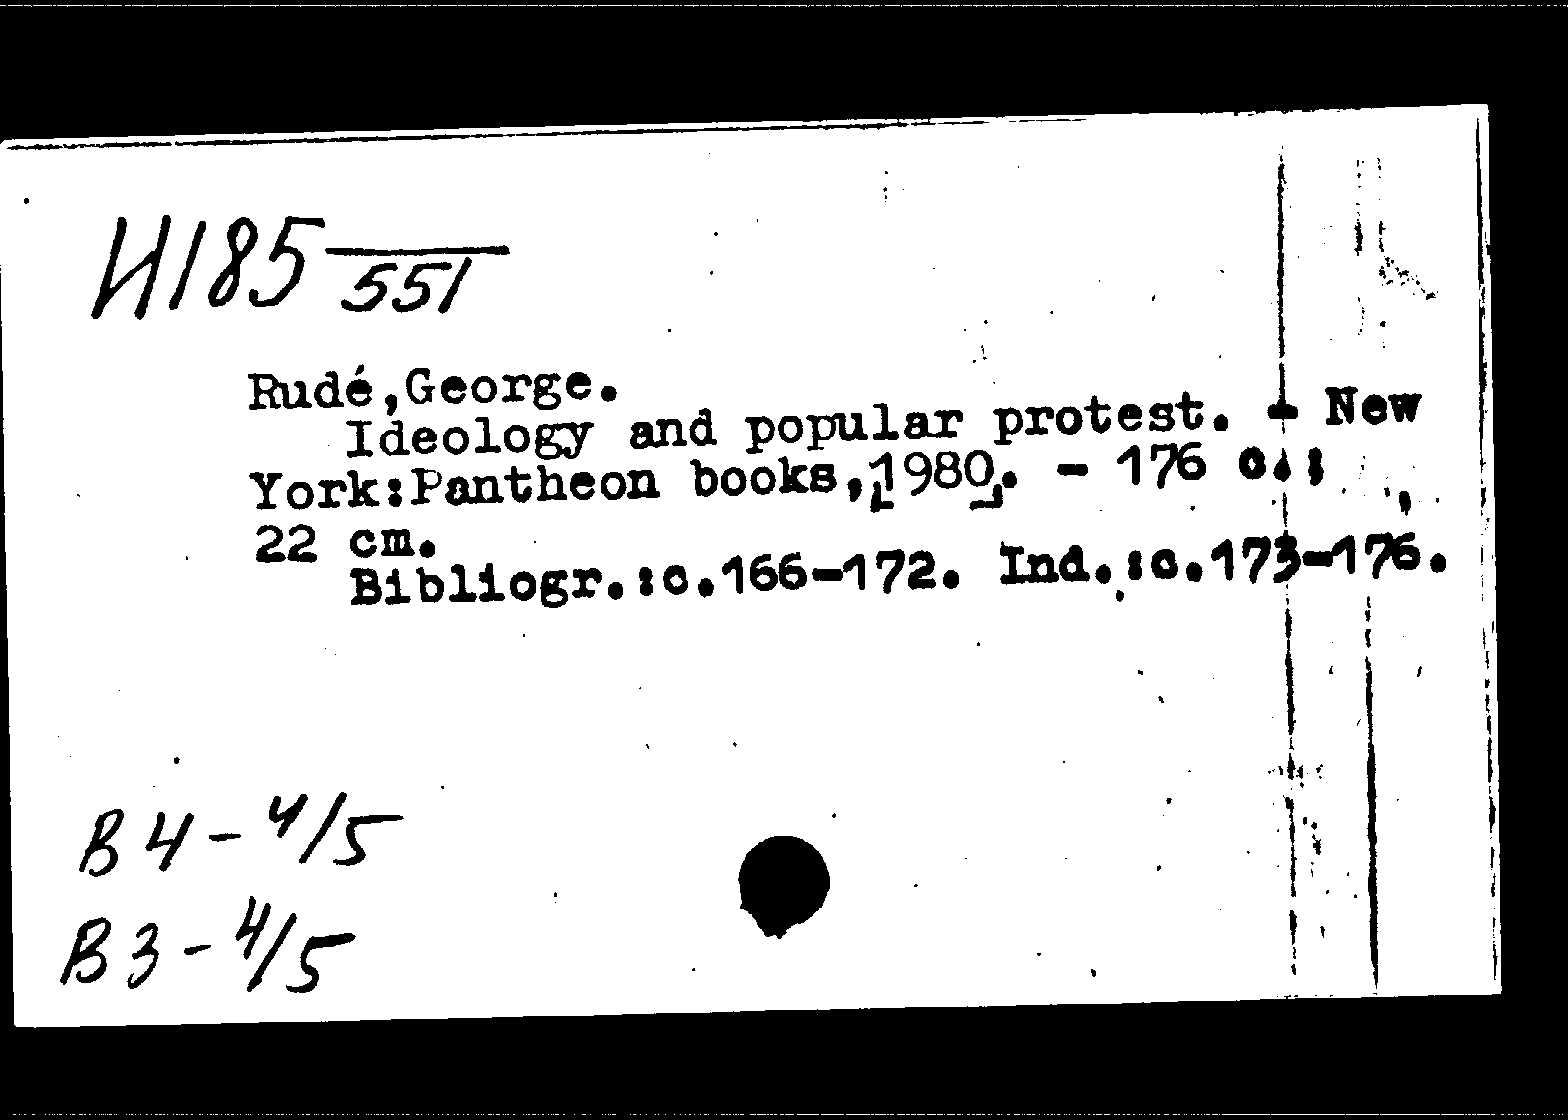 И185 551
Rudé,George.
Ideology and popular protest. - New
York:Pantheon books,[1980]. - 176 с.;
22 cm.
Bibliogr.:с.166-172. Ind.:с.173-176.
В4-4/5
В3-4/5